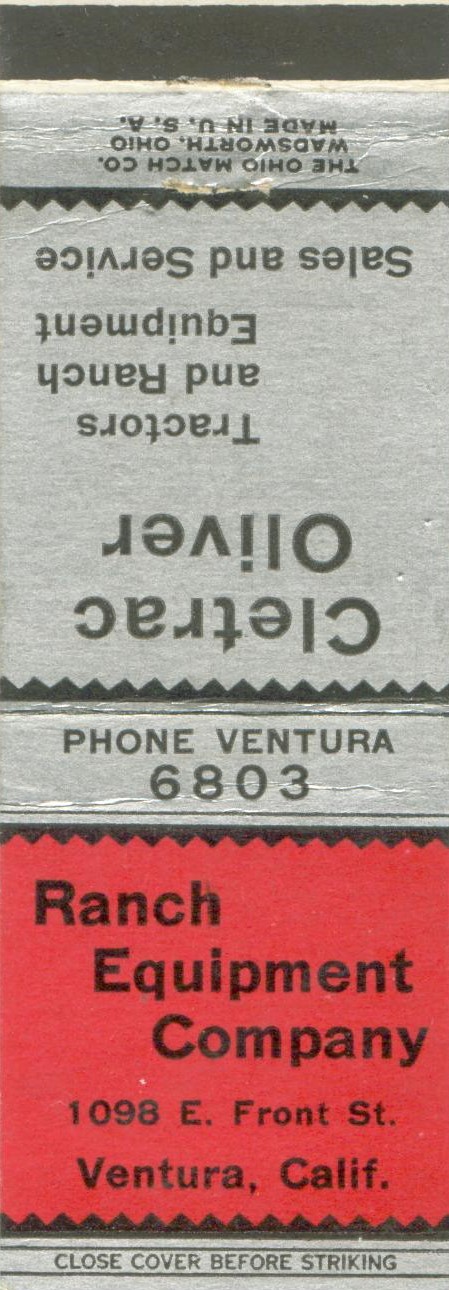 THE OHIO MATCH CO.
WADSWORTH, OHIO
MADE IN U. S. A.
Cletrac
Oliver
Tractors
and Ranch
Equipment
Sales and Service
PHONE VENTURA
6803
Ranch
Equipment
Company
1098 E. Front St.
Ventura, Calif.
CLOSE COVER BEFORE STRIKING